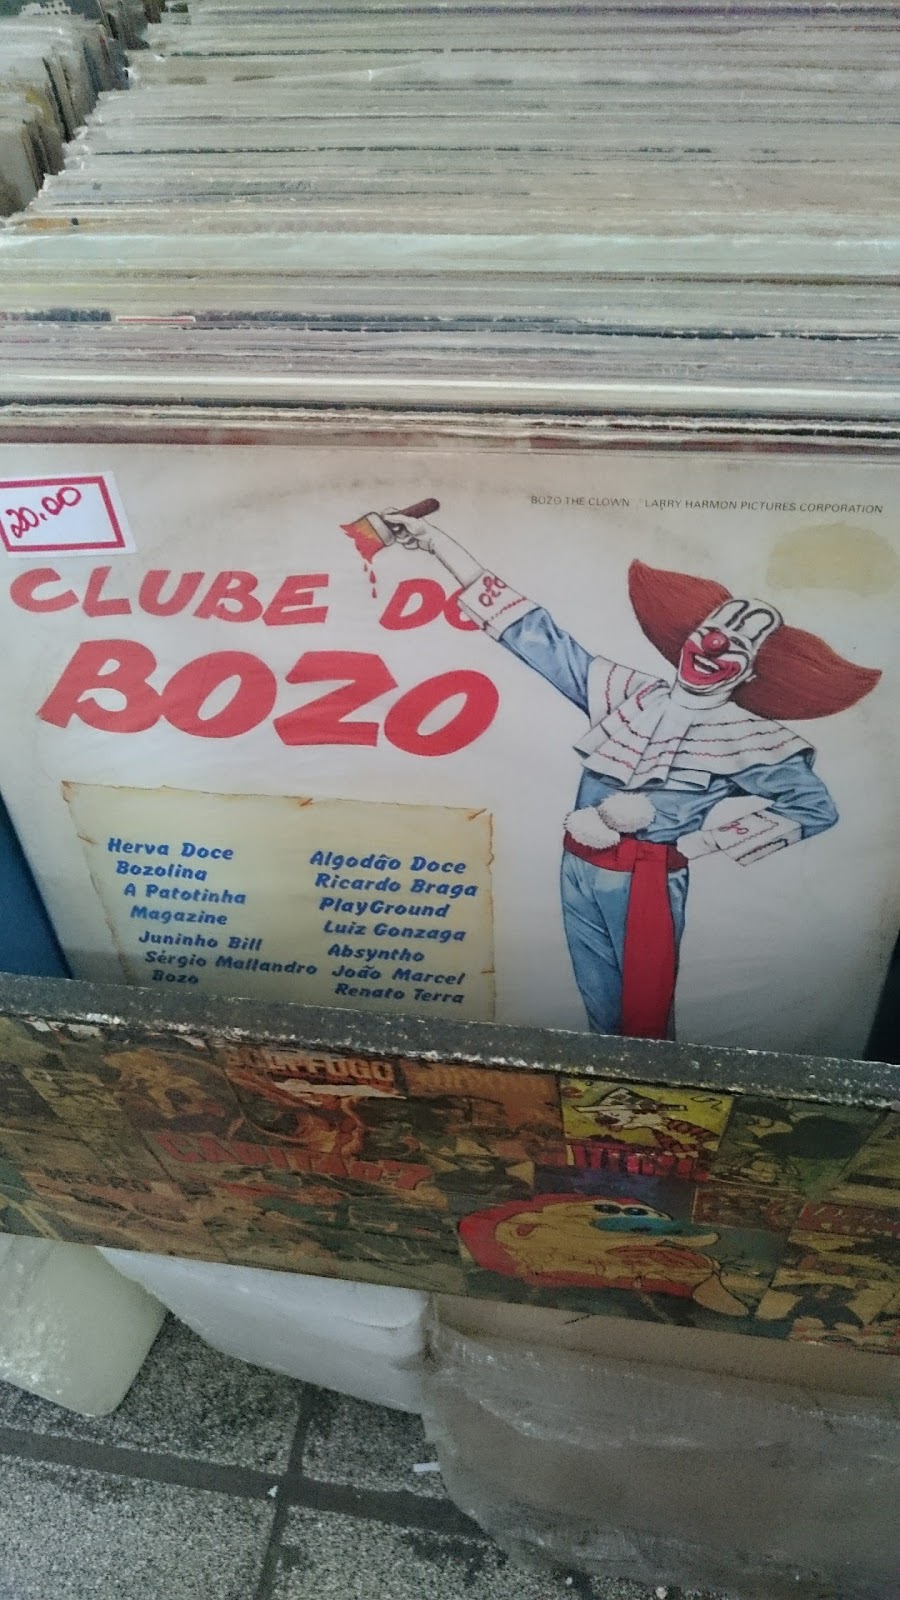 20,00
BOZO THE CLOWN LARRY HARMON PICTURES CORPORATION
CLUBE DO
BOZO
Herva Doce
Bozolina
A Patotinha
Magazine
Juninho Bill
Sérgio Mallandro
Bozo
Algodão Doce
Ricardo Braga
PlayGround
Luiz Gonzaga
Absyntho
João Marcel
Renato Terra